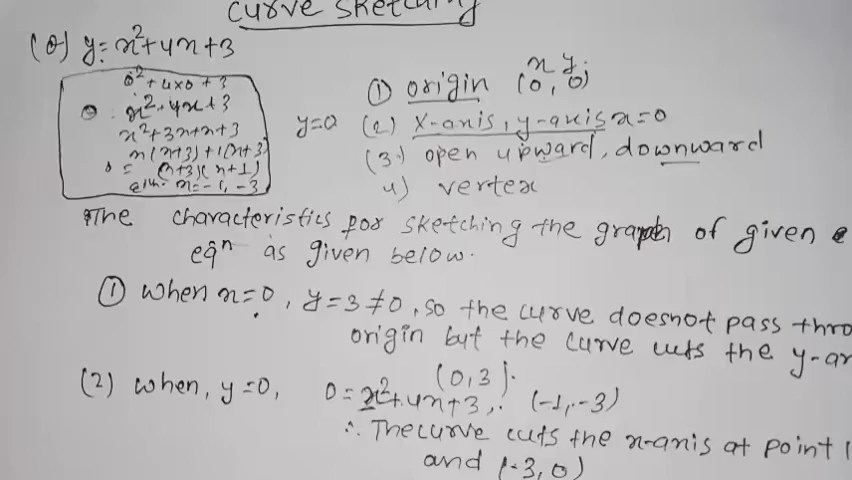 Curve Sketching
(a) y = x² + 4x + 3
0² + 4x0 + 3
x² + 4x + 3
x² + 3x + x + 3
x(x+3) + 1(x+3)
0 = (x+3)(x+1)
x = -1, -3
x y
① origin (0, 0)
y=0 (2) X-axis, y-axis x=0
(3) open upward, downward
4) vertex
The characteristics for sketching the graph of given e
eqⁿ as given below.
① when x=0, y=3≠0, so the curve doesnot pass thro
origin but the curve cuts the y-ax
(0,3).
(2) when, y=0, 0 = x² + 4x + 3, (-1, -3)
∴ The curve cuts the x-axis at point (
and (-3, 0)